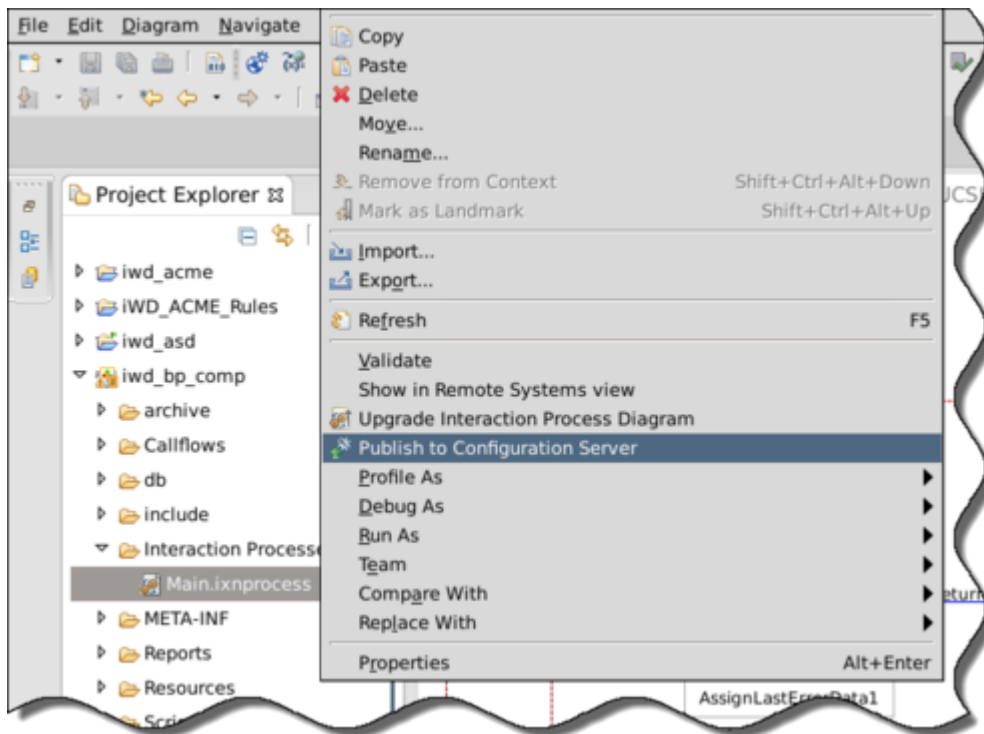 File Edit Diagram Navigate
Copy
Paste
Delete
Move...
Rename...
Remove from Context Shift+Ctrl+Alt+Down
Mark as Landmark Shift+Ctrl+Alt+Up
Import...
Export...
Refresh F5
Validate
Show in Remote Systems view
Upgrade Interaction Process Diagram
Publish to Configuration Server
Profile As
Debug As
Run As
Team
Compare With
Replace With
Properties Alt+Enter
Project Explorer
iwd_acme
iWD_ACME_Rules
iwd_asd
iwd_bp_comp
archive
Callflows
db
include
Interaction Processe
Main.ixnprocess
META-INF
Reports
Resources
AssignLastErrorData1